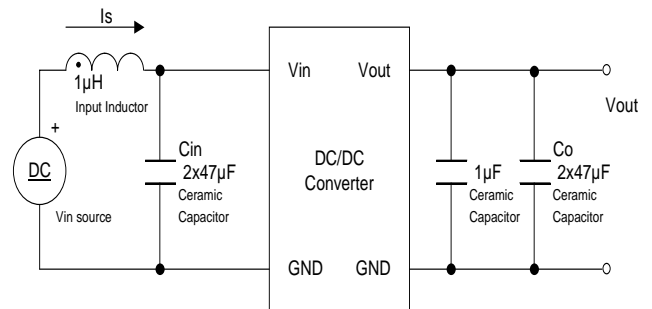 Is
1µH
Input Inductor
+
DC
Vin source
Cin
2x47µF
Ceramic
Capacitor
Vin
Vout
DC/DC
Converter
GND
GND
1µF
Ceramic
Capacitor
Co
2x47µF
Ceramic
Capacitor
Vout